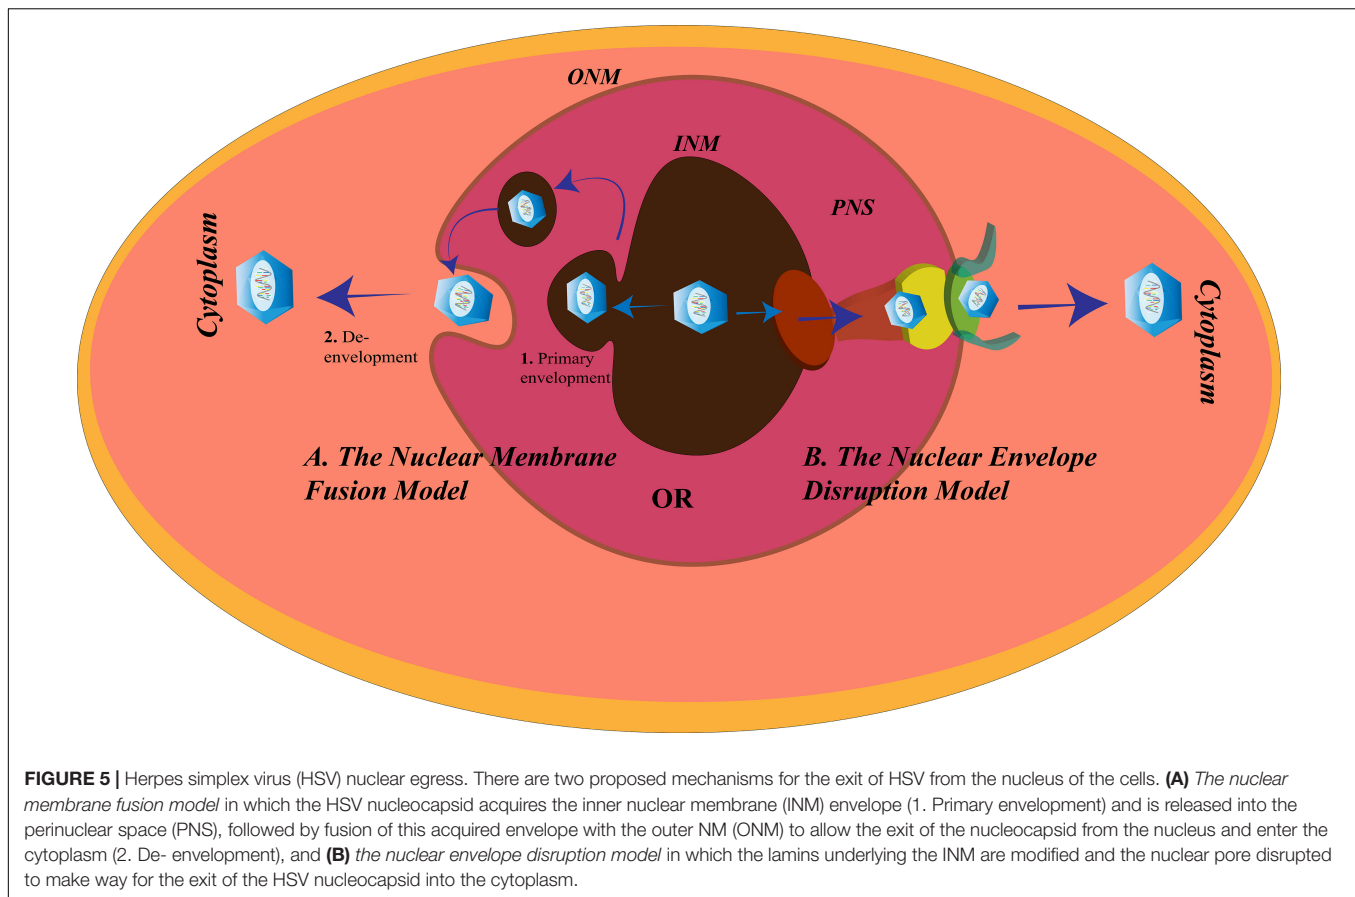 ONM
INM
PNS
Cytoplasm
Cytoplasm
2. De-
envelopment
1. Primary
envelopment
A. The Nuclear Membrane
Fusion Model
OR
B. The Nuclear Envelope
Disruption Model
FIGURE 5 | Herpes simplex virus (HSV) nuclear egress. There are two proposed mechanisms for the exit of HSV from the nucleus of the cells. (A) The nuclear
membrane fusion model in which the HSV nucleocapsid acquires the inner nuclear membrane (INM) envelope (1. Primary envelopment) and is released into the
perinuclear space (PNS), followed by fusion of this acquired envelope with the outer NM (ONM) to allow the exit of the nucleocapsid from the nucleus and enter the
cytoplasm (2. De- envelopment), and (B) the nuclear envelope disruption model in which the lamins underlying the INM are modified and the nuclear pore disrupted
to make way for the exit of the HSV nucleocapsid into the cytoplasm.